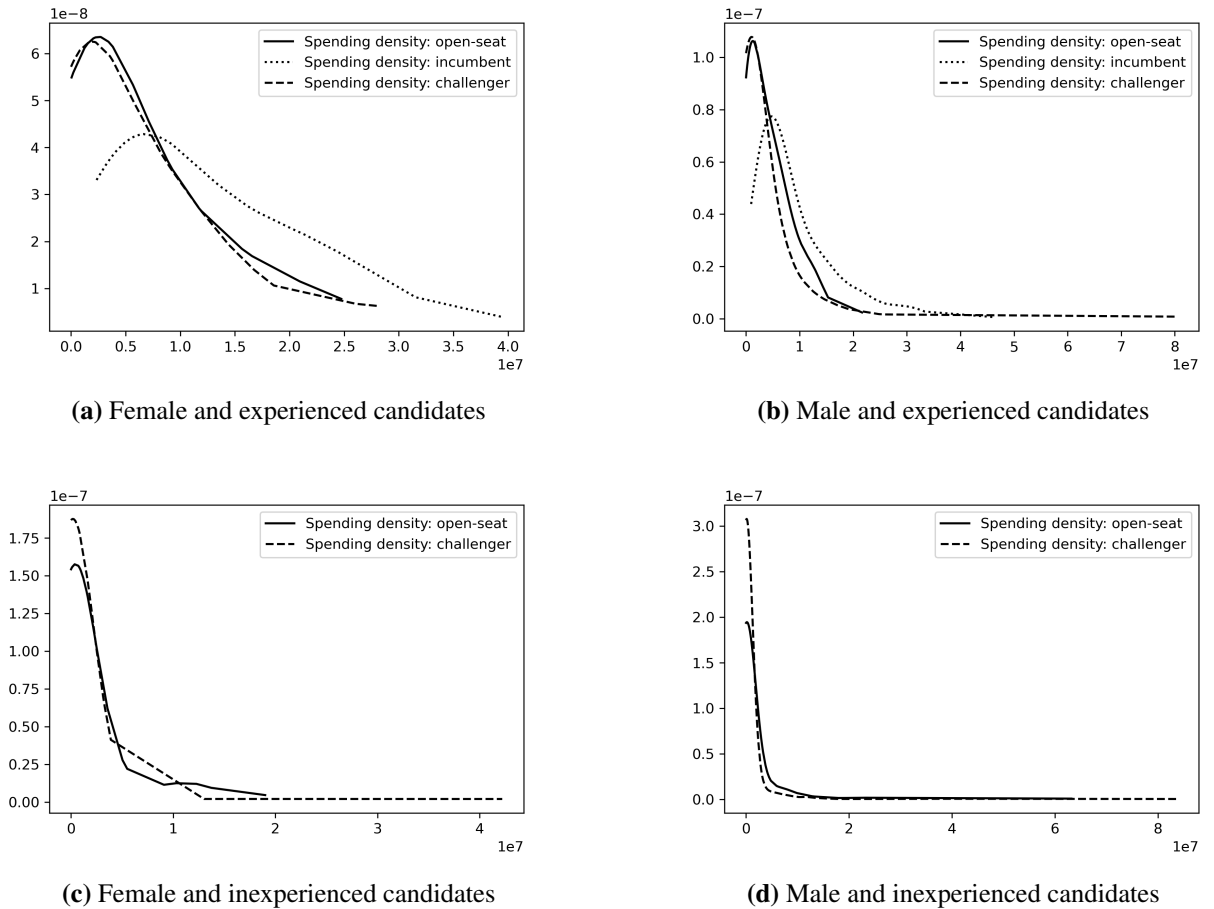 1e−8
6
5
4
3
2
1
Spending density: open-seat
Spending density: incumbent
Spending density: challenger
0.0 0.5 1.0 1.5 2.0 2.5 3.0 3.5 4.0
1e7
(a) Female and experienced candidates
1e−7
1.0
0.8
0.6
0.4
0.2
0.0
Spending density: open-seat
Spending density: incumbent
Spending density: challenger
0 1 2 3 4 5 6 7 8
1e7
(b) Male and experienced candidates
1e−7
1.75
1.50
1.25
1.00
0.75
0.50
0.25
0.00
Spending density: open-seat
Spending density: challenger
0 1 2 3 4
1e7
(c) Female and inexperienced candidates
1e−7
3.0
2.5
2.0
1.5
1.0
0.5
0.0
Spending density: open-seat
Spending density: challenger
0 2 4 6 8
1e7
(d) Male and inexperienced candidates